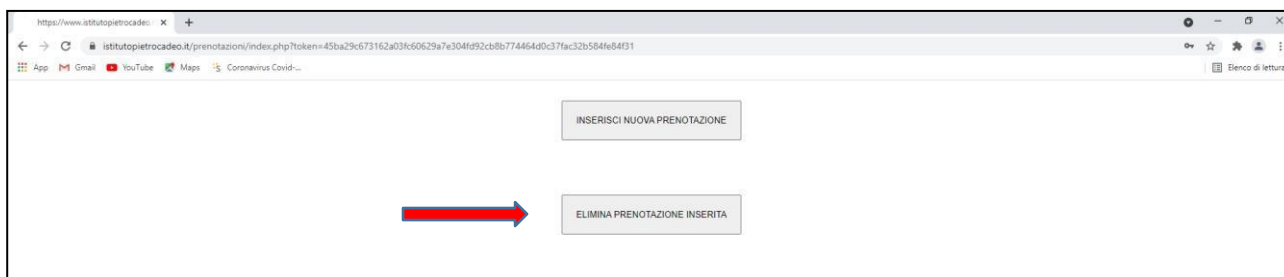 https://www.istitutopietrocadeo
istitutopietrocadeo.it/prenotazioni/index.php?token=45ba29c673162a03fc60629a7e304fd92cb8b774464d0c37fac32b584fe84f31
App Gmail YouTube Maps Coronavirus Covid-... Elenco di lettura
INSERISCI NUOVA PRENOTAZIONE
ELIMINA PRENOTAZIONE INSERITA